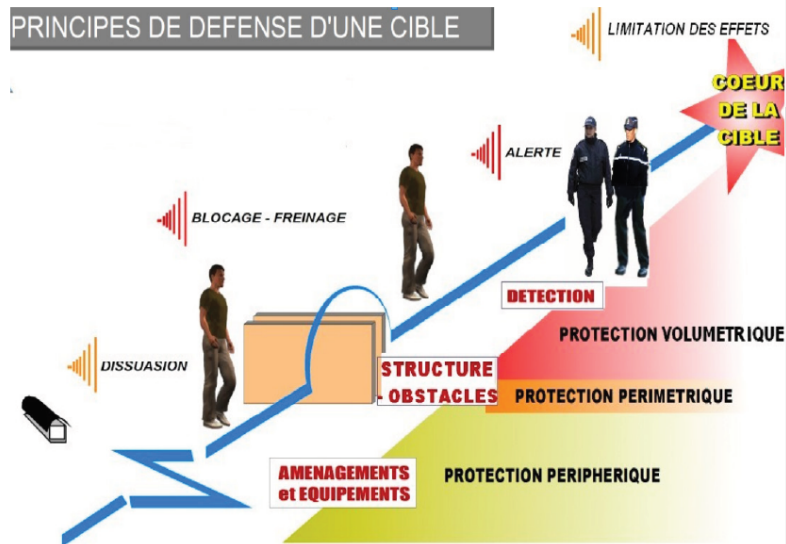 PRINCIPES DE DEFENSE D'UNE CIBLE
LIMITATION DES EFFETS
COEUR
DE LA
CIBLE
ALERTE
BLOCAGE - FREINAGE
DETECTION
PROTECTION VOLUMETRIQUE
DISSUASION
STRUCTURE
- OBSTACLES
PROTECTION PERIMETRIQUE
AMENAGEMENTS
et EQUIPEMENTS
PROTECTION PERIPHERIQUE